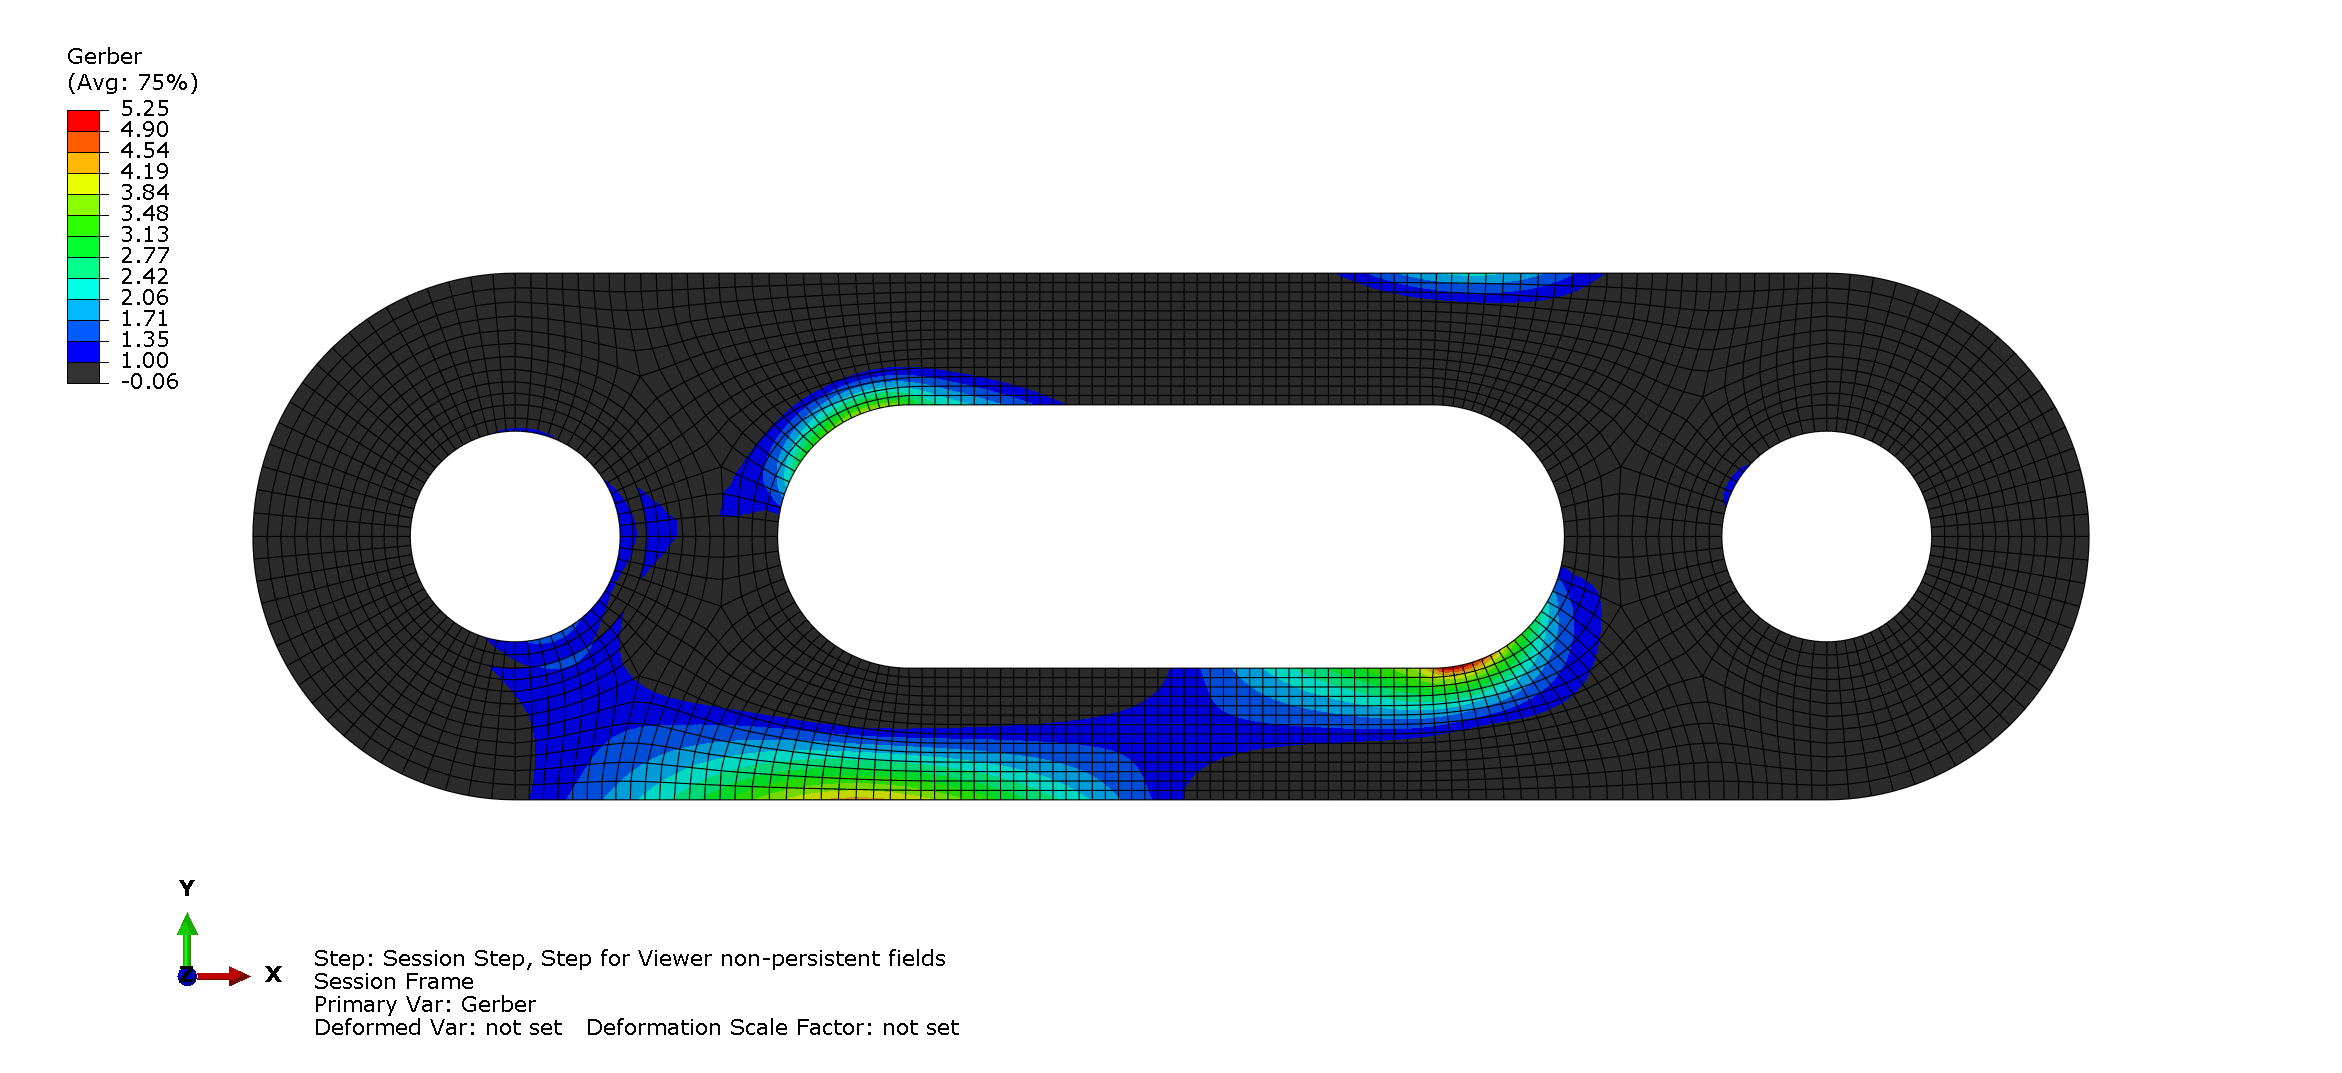 Gerber
(Avg: 75%)
5.25
4.90
4.54
4.19
3.84
3.48
3.13
2.77
2.42
2.06
1.71
1.35
1.00
-0.06
Y
Z X
Step: Session Step, Step for Viewer non-persistent fields
Session Frame
Primary Var: Gerber
Deformed Var: not set   Deformation Scale Factor: not set